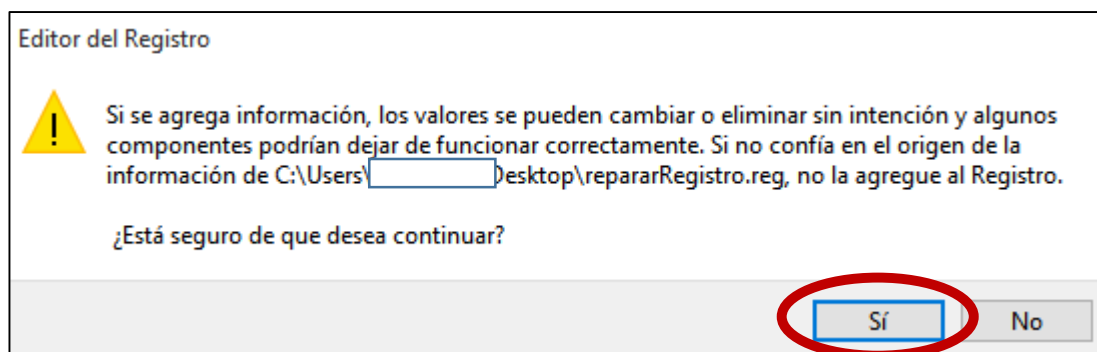 Editor del Registro
Si se agrega información, los valores se pueden cambiar o eliminar sin intención y algunos
componentes podrían dejar de funcionar correctamente. Si no confía en el origen de la
información de C:\Users\ Desktop\repararRegistro.reg, no la agregue al Registro.
¿Está seguro de que desea continuar?
Sí No